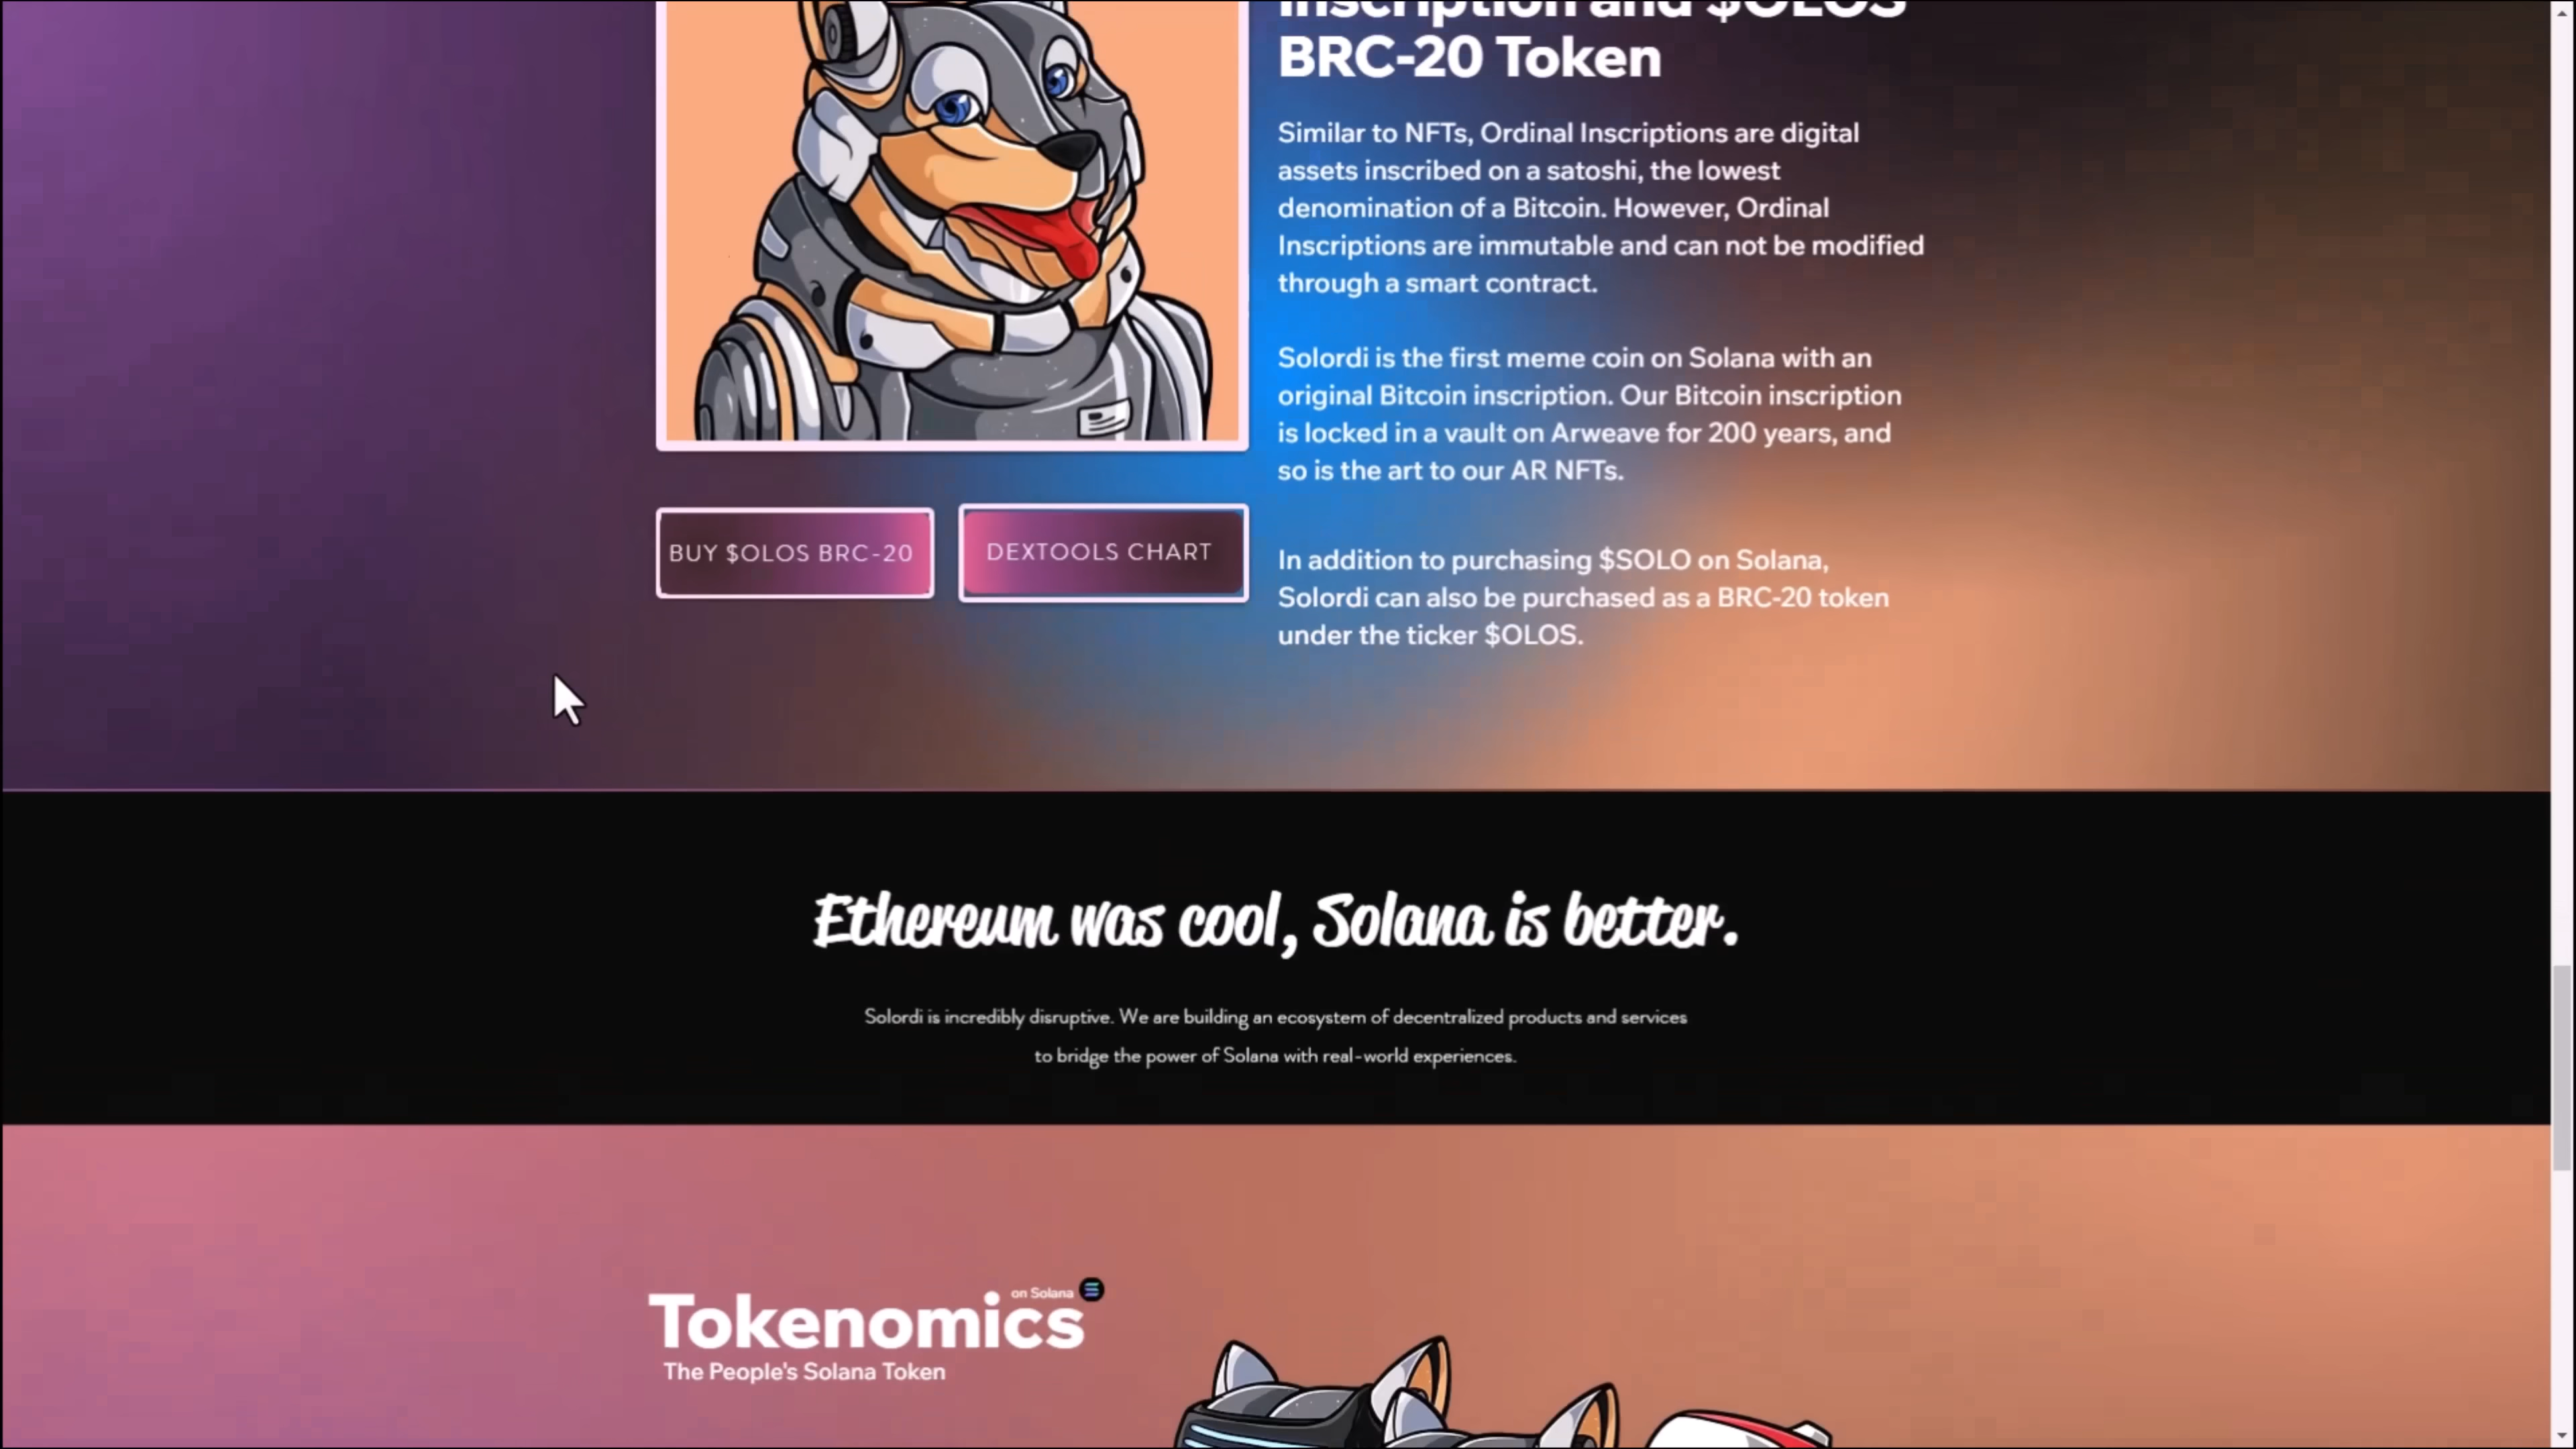 Inscription and $OLOS
BRC-20 Token
Similar to NFTs, Ordinal Inscriptions are digital
assets inscribed on a satoshi, the lowest
denomination of a Bitcoin. However, Ordinal
Inscriptions are immutable and can not be modified
through a smart contract.
Solordi is the first meme coin on Solana with an
original Bitcoin inscription. Our Bitcoin inscription
is locked in a vault on Arweave for 200 years, and
so is the art to our AR NFTs.
In addition to purchasing $SOLO on Solana,
Solordi can also be purchased as a BRC-20 token
under the ticker $OLOS.
BUY $OLOS BRC-20
DEXTOOLS CHART
Ethereum was cool, Solana is better.
Solordi is incredibly disruptive. We are building an ecosystem of decentralized products and services
to bridge the power of Solana with real-world experiences.
on Solana
Tokenomics
The People's Solana Token